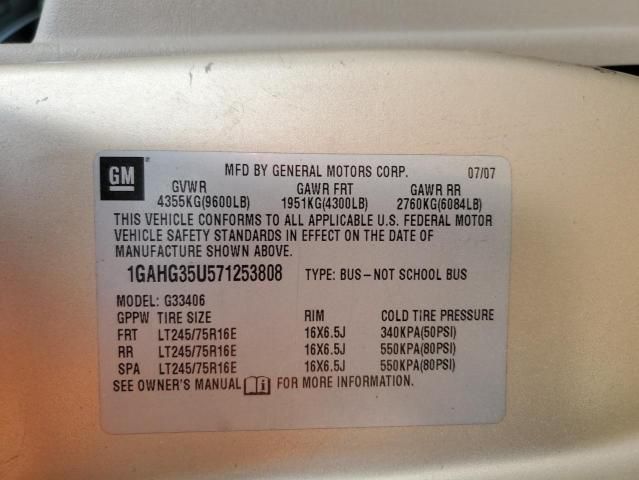 GM ® MFD BY GENERAL MOTORS CORP. 07/07
GVWR GAWR FRT GAWR RR
4355KG(9600LB) 1951KG(4300LB) 2760KG(6084LB)
THIS VEHICLE CONFORMS TO ALL APPLICABLE U.S. FEDERAL MOTOR
VEHICLE SAFETY STANDARDS IN EFFECT ON THE DATE OF
MANUFACTURE SHOWN ABOVE.
1GAHG35U571253808 TYPE: BUS-NOT SCHOOL BUS
MODEL: G33406
GPPW TIRE SIZE RIM COLD TIRE PRESSURE
FRT LT245/75R16E 16X6.5J 340KPA(50PSI)
RR LT245/75R16E 16X6.5J 550KPA(80PSI)
SPA LT245/75R16E 16X6.5J 550KPA(80PSI)
SEE OWNER'S MANUAL FOR MORE INFORMATION.